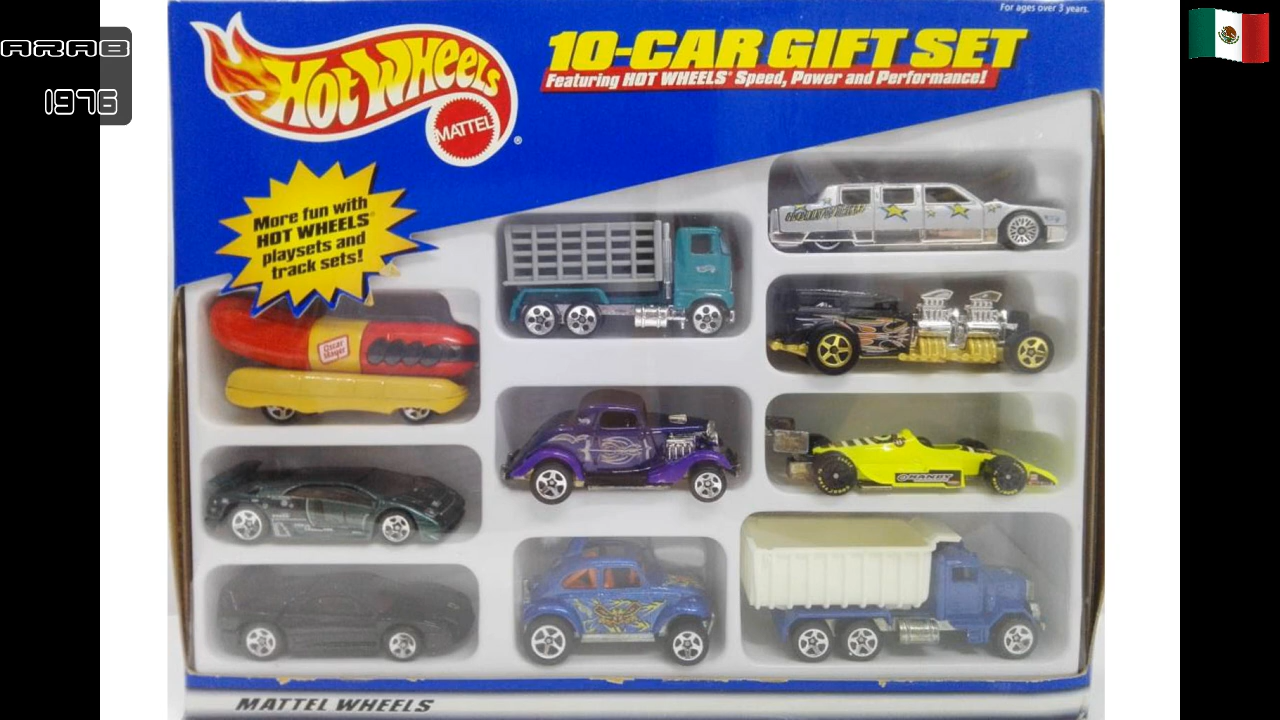 ARAB
1976
For ages over 3 years.
HOT WHEELS
MATTEL
®
10-CAR GIFT SET
Featuring HOT WHEELS® Speed, Power and Performance!
More fun with
HOT WHEELS®
playsets and
track sets!
Oscar
Mayer
MATTEL WHEELS